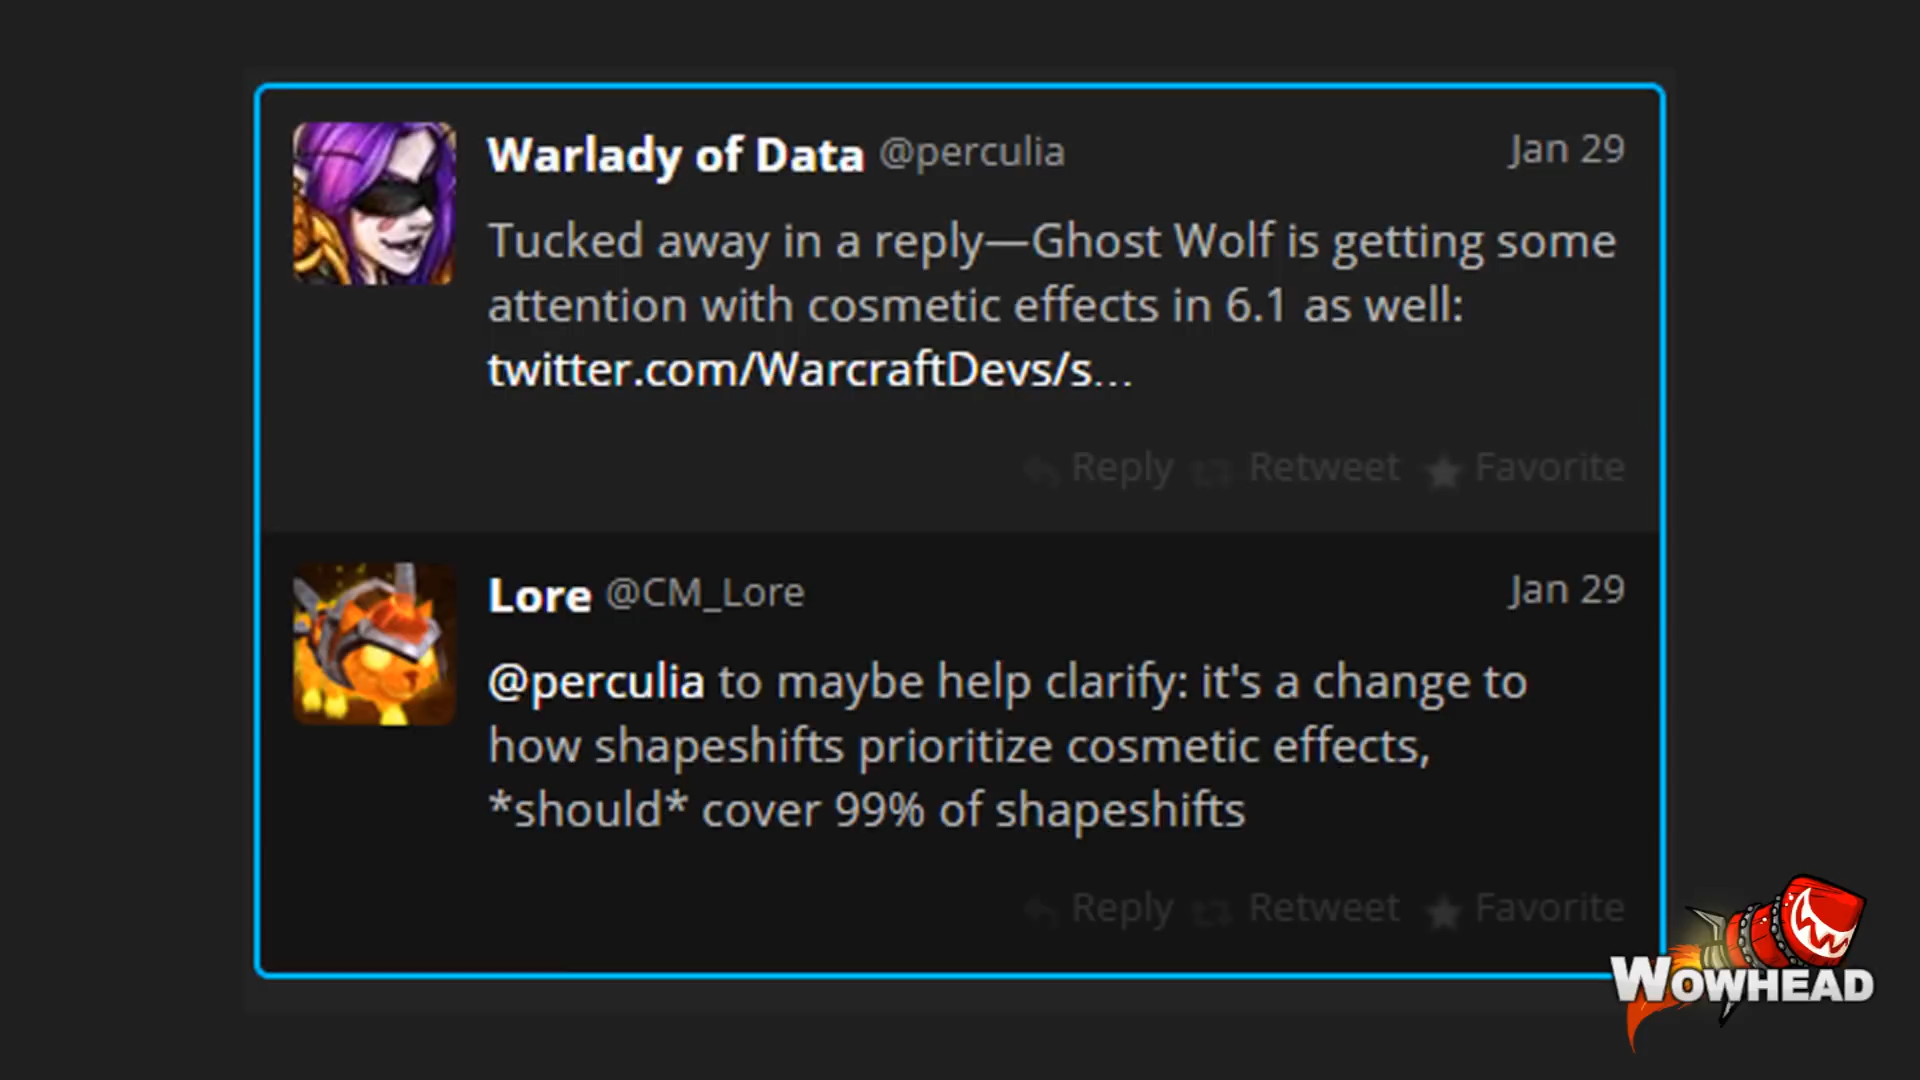 Warlady of Data @perculia Jan 29
Tucked away in a reply—Ghost Wolf is getting some
attention with cosmetic effects in 6.1 as well:
twitter.com/WarcraftDevs/s...
Reply Retweet Favorite
Lore @CM_Lore Jan 29
@perculia to maybe help clarify: it's a change to
how shapeshifts prioritize cosmetic effects,
*should* cover 99% of shapeshifts
Reply Retweet Favorite
WOWHEAD